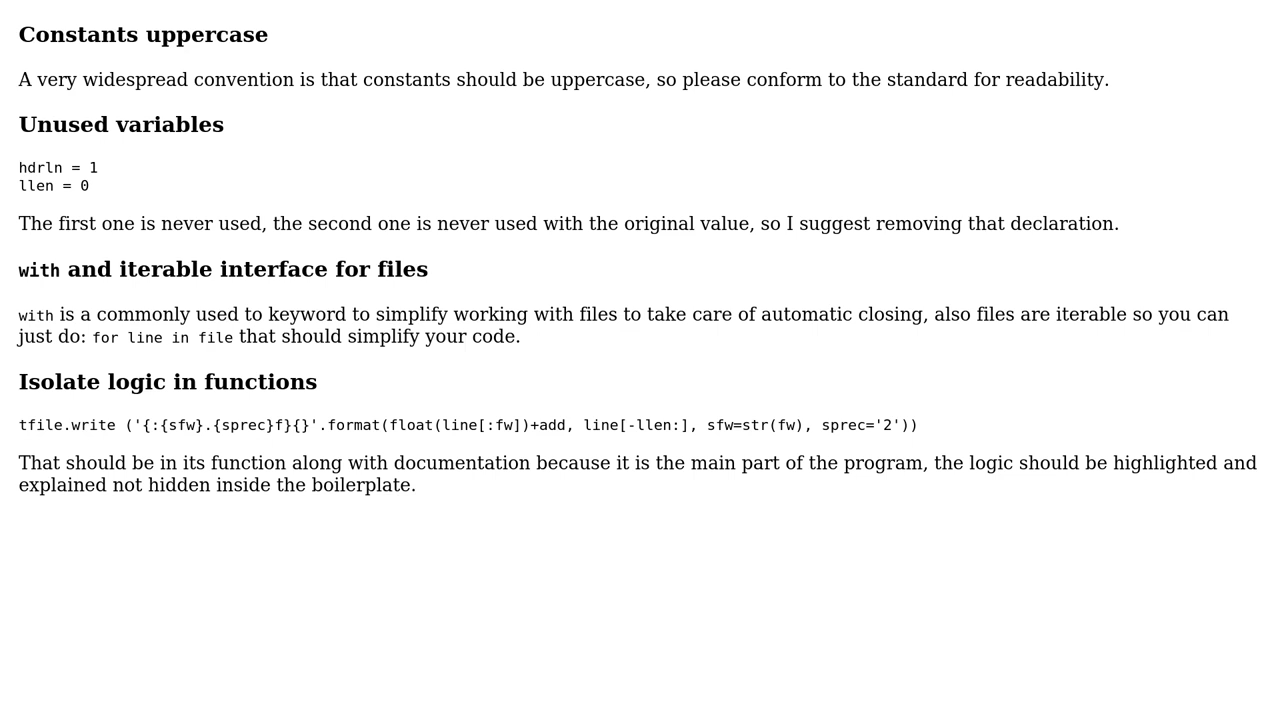 Constants uppercase
A very widespread convention is that constants should be uppercase, so please conform to the standard for readability.
Unused variables
hdrln = 1
llen = 0
The first one is never used, the second one is never used with the original value, so I suggest removing that declaration.
with and iterable interface for files
with is a commonly used to keyword to simplify working with files to take care of automatic closing, also files are iterable so you can
just do: for line in file that should simplify your code.
Isolate logic in functions
tfile.write ('{:{sfw}.{sprec}f}{}'.format(float(line[:fw])+add, line[-llen:], sfw=str(fw), sprec='2'))
That should be in its function along with documentation because it is the main part of the program, the logic should be highlighted and
explained not hidden inside the boilerplate.